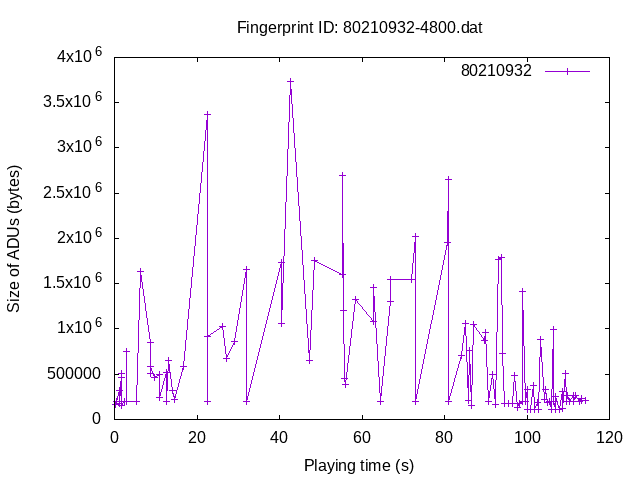 Fingerprint ID: 80210932-4800.dat
80210932
4x10^6
3.5x10^6
3x10^6
2.5x10^6
2x10^6
1.5x10^6
1x10^6
500000
0
Size of ADUs (bytes)
0 20 40 60 80 100 120
Playing time (s)